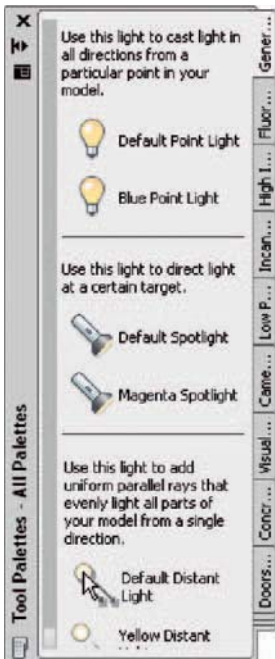 Use this light to cast light in
all directions from a
particular point in your
model.
Default Point Light
Blue Point Light
Use this light to direct light
at a certain target.
Default Spotlight
Magenta Spotlight
Use this light to add
uniform parallel rays that
evenly light all parts of
your model from a single
direction.
Default Distant
Light
Yellow Distant
Gener...
Fluor...
High I...
Incan...
Low P...
Came...
Visual...
Concr...
Doors...
Tool Palettes - All Palettes